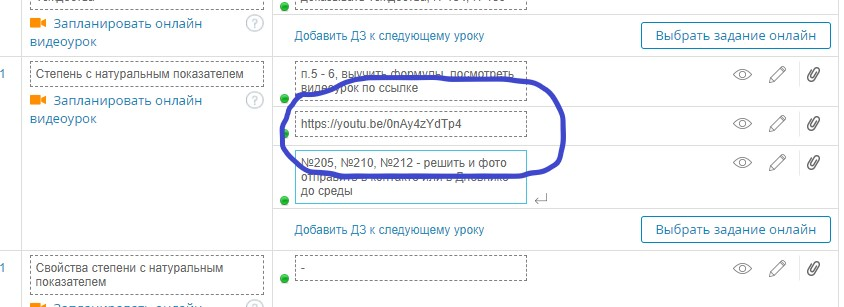 Запланировать онлайн
видеоурок
?
Добавить ДЗ к следующему уроку
Выбрать задание онлайн
1
Степень с натуральным показателем
Запланировать онлайн
видеоурок
?
п.5 - 6, выучить формулы, посмотреть
видеоурок по ссылке
https://youtu.be/0nAy4zYdTp4
№205, №210, №212 - решить и фото
отправить в контакте или в Дневнике
до среды
Добавить ДЗ к следующему уроку
Выбрать задание онлайн
1
Свойства степени с натуральным
показателем
Запланировать онлайн
?
-